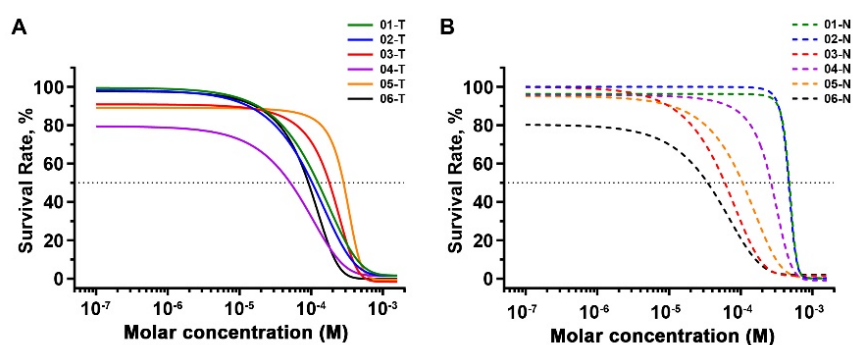 A
01-T
02-T
03-T
04-T
05-T
06-T
Survival Rate, %
100
80
60
40
20
0
10-7
10-6
10-5
10-4
10-3
Molar concentration (M)
B
01-N
02-N
03-N
04-N
05-N
06-N
Survival Rate, %
100
80
60
40
20
0
10-7
10-6
10-5
10-4
10-3
Molar concentration (M)